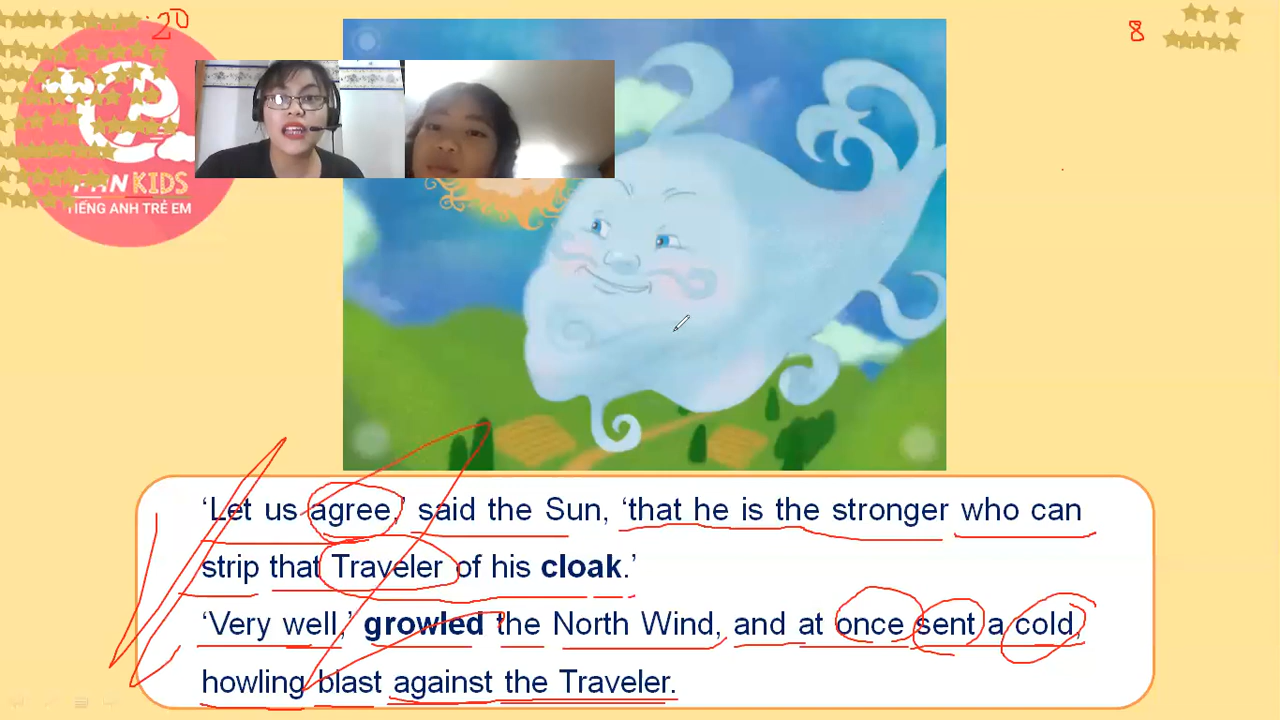 20
8
KIDS
TIẾNG ANH TRẺ EM
‘Let us agree,’ said the Sun, ‘that he is the stronger who can
strip that Traveler of his cloak.’
‘Very well,’ growled the North Wind, and at once sent a cold,
howling blast against the Traveler.